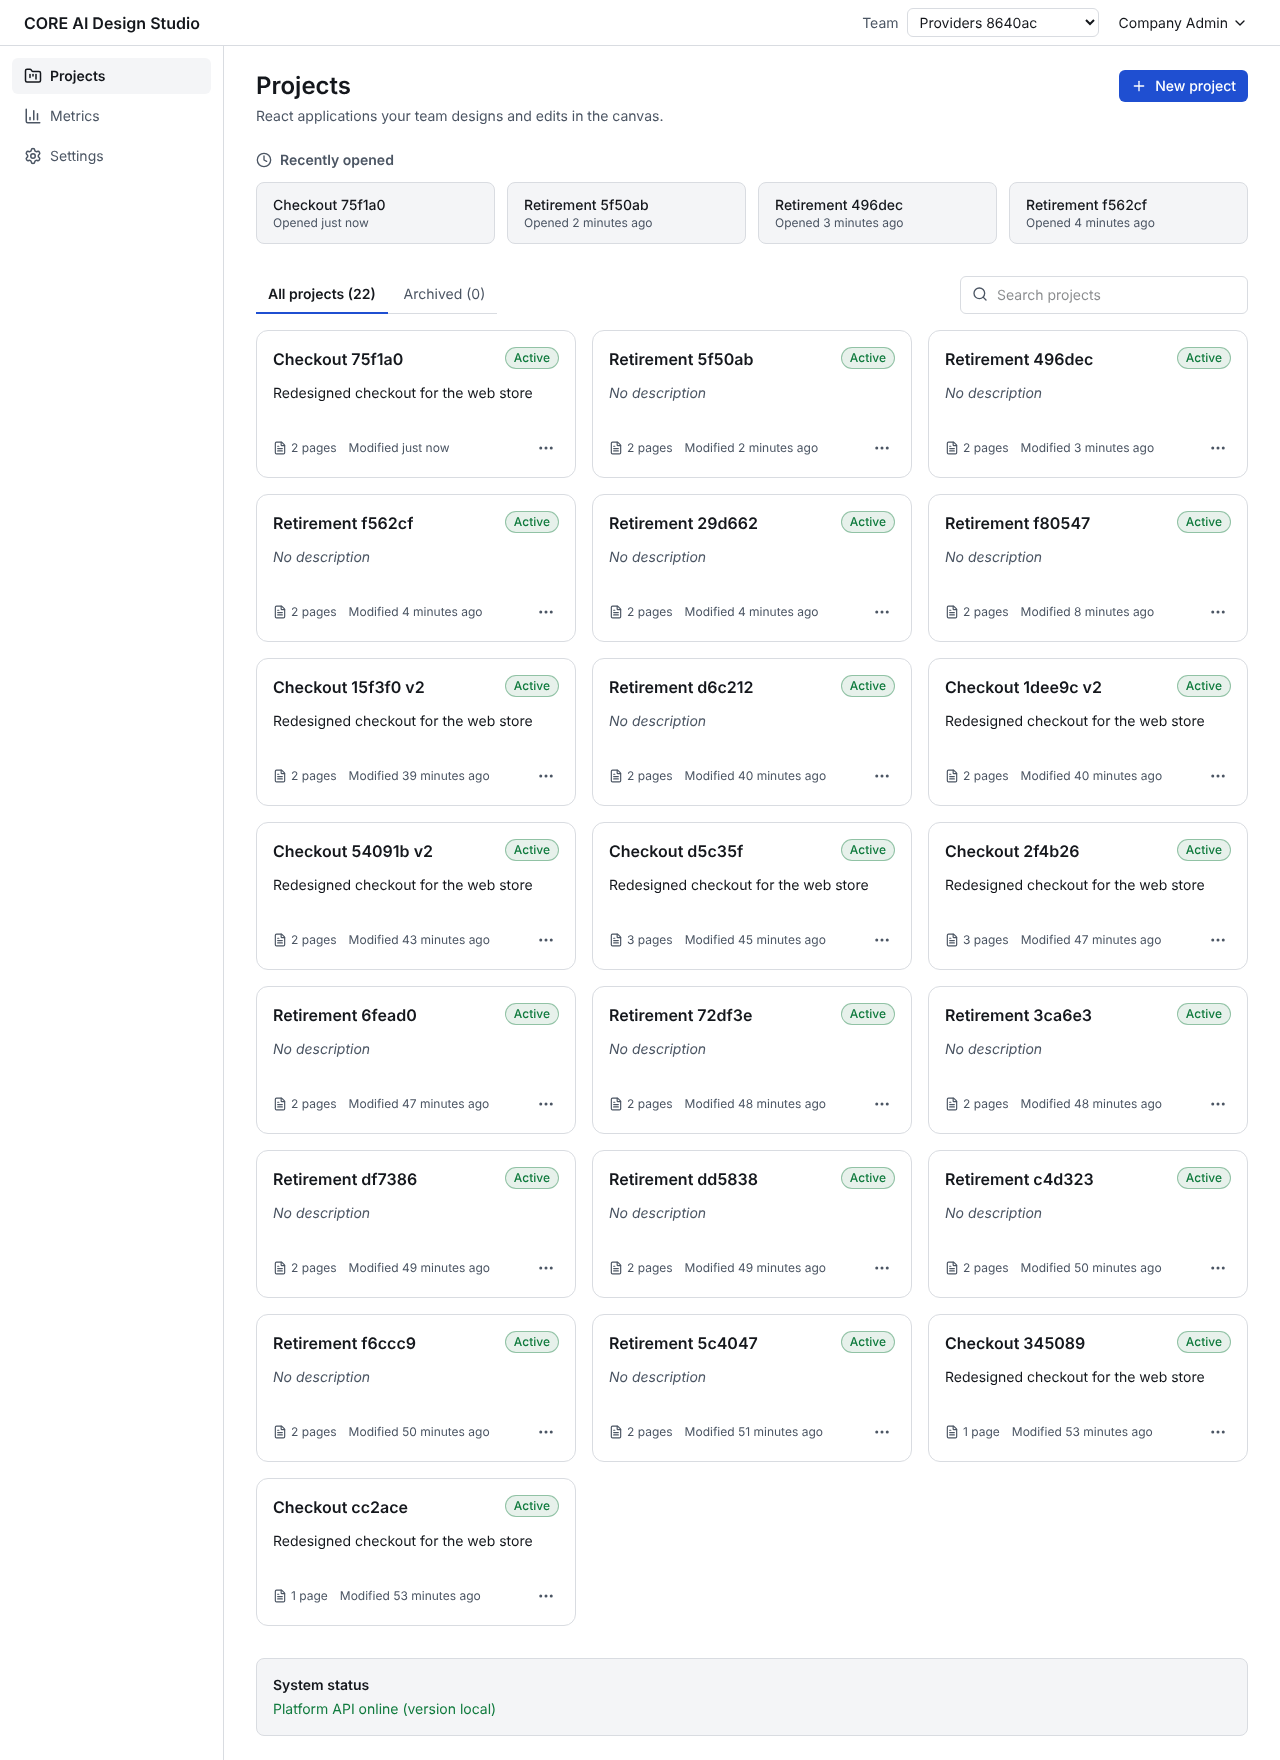 CORE AI Design Studio
Team
Providers 8640ac
Company Admin
Projects
Metrics
Settings
Projects
New project
React applications your team designs and edits in the canvas.
Recently opened
Checkout 75f1a0
Opened just now
Retirement 5f50ab
Opened 2 minutes ago
Retirement 496dec
Opened 3 minutes ago
Retirement f562cf
Opened 4 minutes ago
All projects (22)
Archived (0)
Search projects
Checkout 75f1a0
Active
Redesigned checkout for the web store
2 pages
Modified just now
Retirement 5f50ab
Active
No description
2 pages
Modified 2 minutes ago
Retirement 496dec
Active
No description
2 pages
Modified 3 minutes ago
Retirement f562cf
Active
No description
2 pages
Modified 4 minutes ago
Retirement 29d662
Active
No description
2 pages
Modified 4 minutes ago
Retirement f80547
Active
No description
2 pages
Modified 8 minutes ago
Checkout 15f3f0 v2
Active
Redesigned checkout for the web store
2 pages
Modified 39 minutes ago
Retirement d6c212
Active
No description
2 pages
Modified 40 minutes ago
Checkout 1dee9c v2
Active
Redesigned checkout for the web store
2 pages
Modified 40 minutes ago
Checkout 54091b v2
Active
Redesigned checkout for the web store
2 pages
Modified 43 minutes ago
Checkout d5c35f
Active
Redesigned checkout for the web store
3 pages
Modified 45 minutes ago
Checkout 2f4b26
Active
Redesigned checkout for the web store
3 pages
Modified 47 minutes ago
Retirement 6fead0
Active
No description
2 pages
Modified 47 minutes ago
Retirement 72df3e
Active
No description
2 pages
Modified 48 minutes ago
Retirement 3ca6e3
Active
No description
2 pages
Modified 48 minutes ago
Retirement df7386
Active
No description
2 pages
Modified 49 minutes ago
Retirement dd5838
Active
No description
2 pages
Modified 49 minutes ago
Retirement c4d323
Active
No description
2 pages
Modified 50 minutes ago
Retirement f6ccc9
Active
No description
2 pages
Modified 50 minutes ago
Retirement 5c4047
Active
No description
2 pages
Modified 51 minutes ago
Checkout 345089
Active
Redesigned checkout for the web store
1 page
Modified 53 minutes ago
Checkout cc2ace
Active
Redesigned checkout for the web store
1 page
Modified 53 minutes ago
System status
Platform API online (version local)